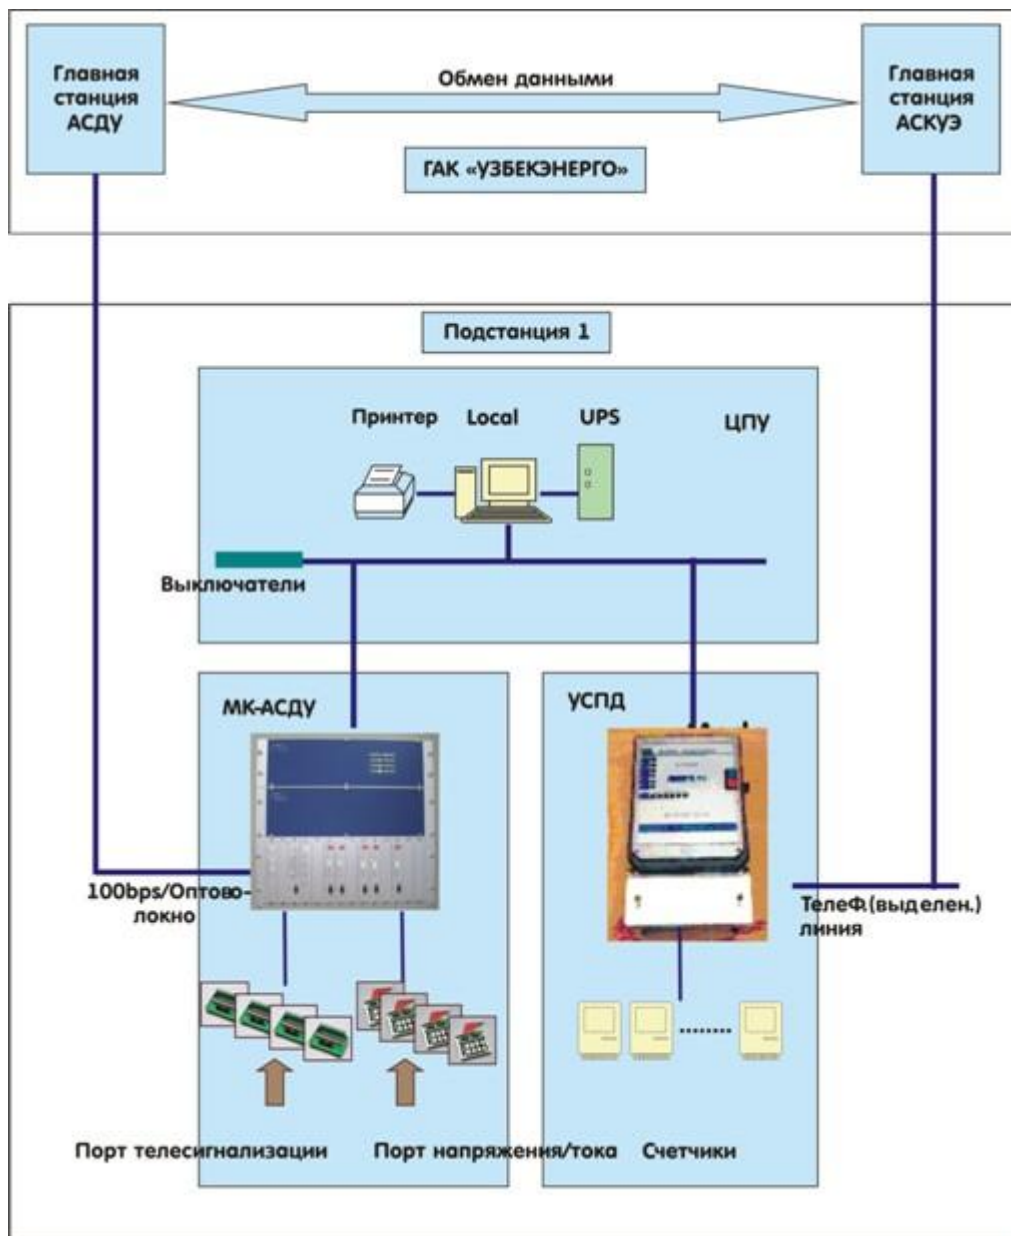 Главная
станция
АСДУ
Обмен данными
Главная
станция
АСКУЭ
ГАК «УЗБЕКЭНЕРГО»
Подстанция 1
Принтер
Local
UPS
ЦПУ
Выключатели
МК-АСДУ
УСПД
100bps/Оптово-
локно
ТелеФ.(выделен.)
линия
Порт телесигнализации
Порт напряжения/тока
Счетчики